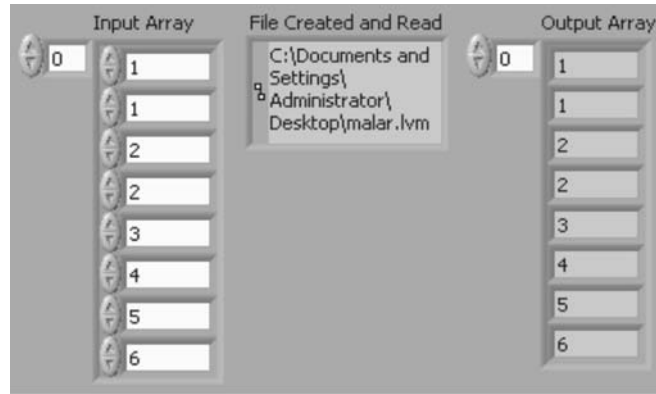 Input Array
File Created and Read
Output Array
0
1
1
2
2
3
4
5
6
C:\Documents and
Settings\
Administrator\
Desktop\malar.lvm
0
1
1
2
2
3
4
5
6